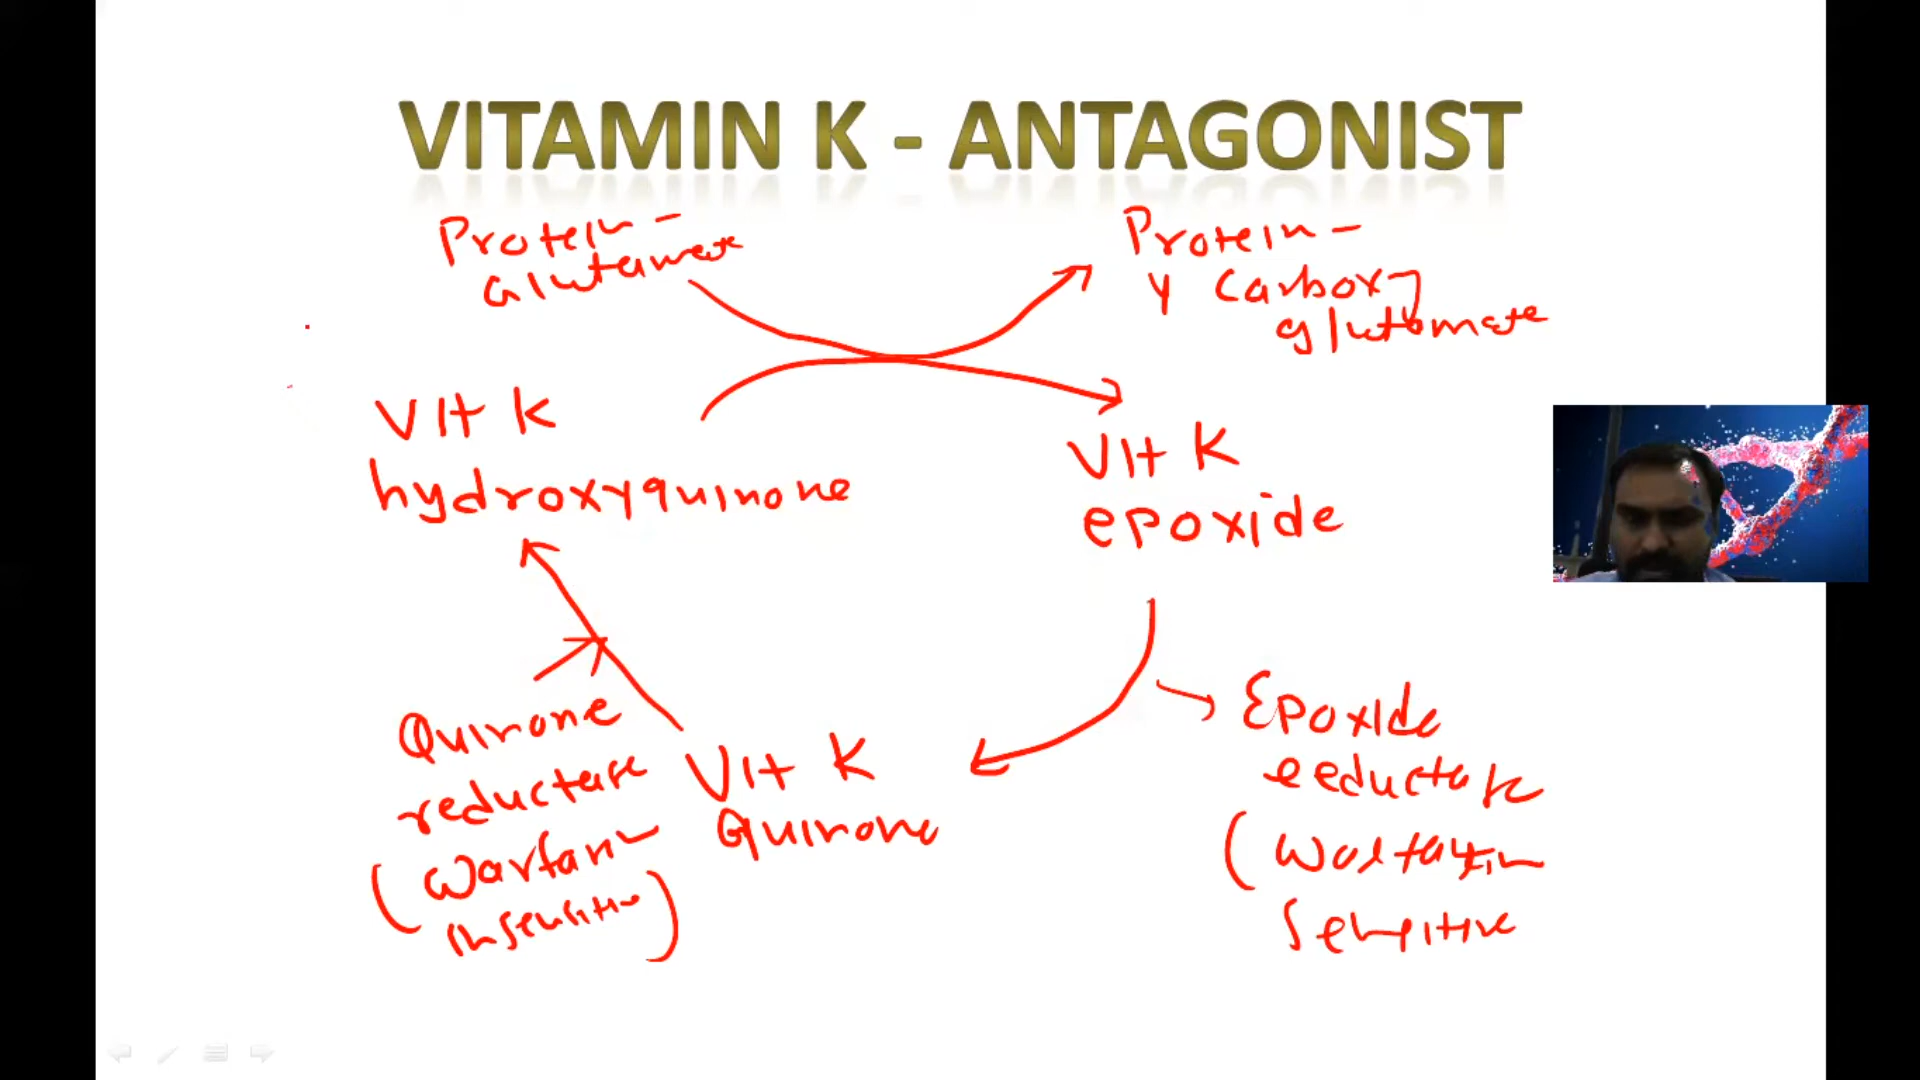 VITAMIN K - ANTAGONIST
Protein -
Glutamate
Protein -
γ Carboxy
glutamate
Vit K
hydroxyquinone
Vit K
epoxide
Quinone
reductase
(Warfarin
insensitive)
Vit K
Quinone
Epoxide
reductase
(Warfarin
Sensitive